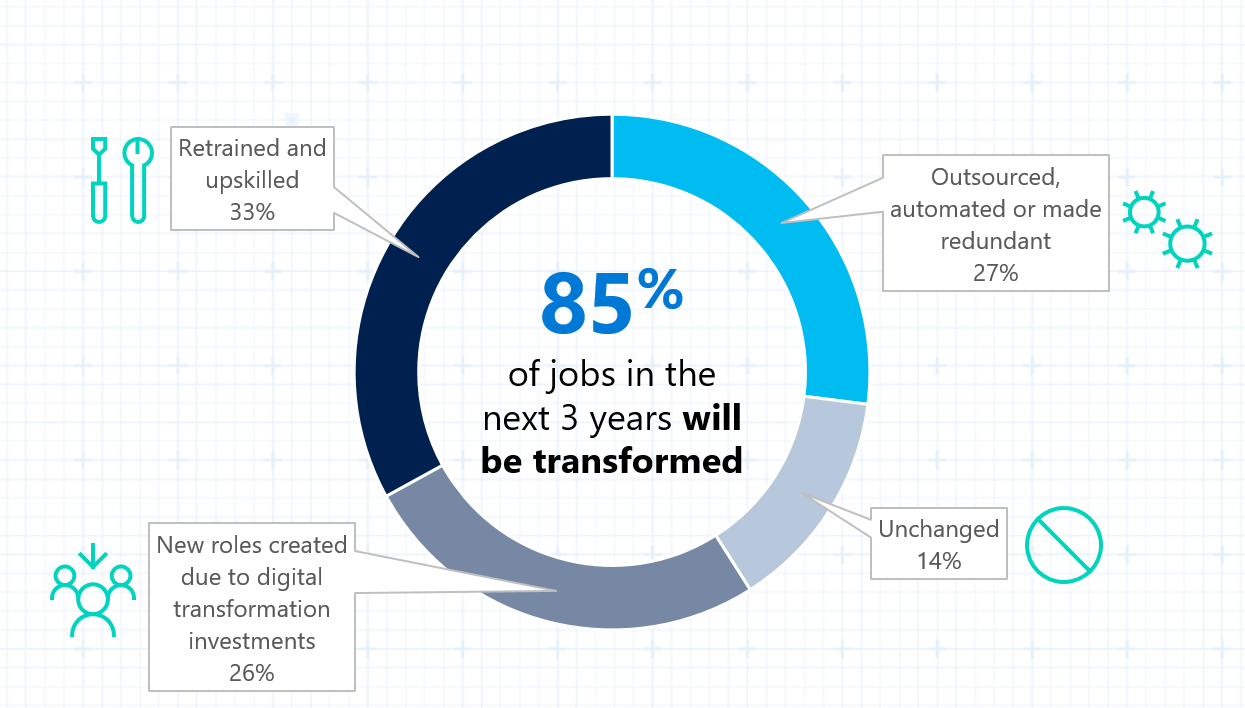 Retrained and
upskilled
33%
Outsourced,
automated or made
redundant
27%
85%
of jobs in the
next 3 years will
be transformed
Unchanged
14%
New roles created
due to digital
transformation
investments
26%